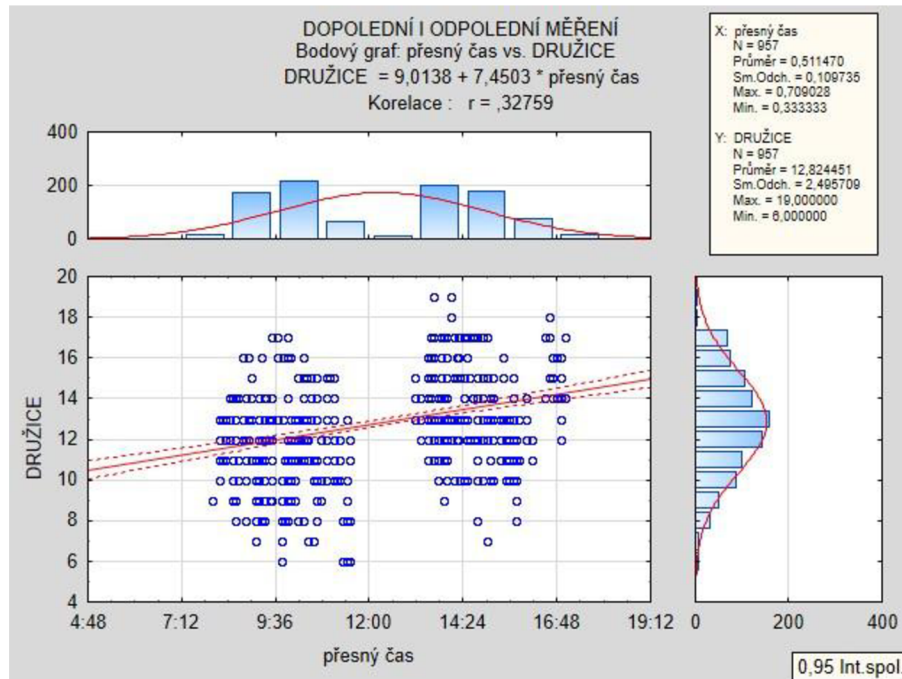 DOPOLEDNÍ I ODPOLEDNÍ MĚŘENÍ
Bodový graf: přesný čas vs. DRUŽICE
DRUŽICE = 9,0138 + 7,4503 * přesný čas
Korelace : r = ,32759
X: přesný čas
N = 957
Průměr = 0,511470
Sm.Odch. = 0,109735
Max. = 0,709028
Min. = 0,333333
Y: DRUŽICE
N = 957
Průměr = 12,824451
Sm.Odch. = 2,495709
Max. = 19,000000
Min. = 6,000000
400
200
0
20
18
16
14
12
10
8
6
4
DRUŽICE
4:48 7:12 9:36 12:00 14:24 16:48 19:12
přesný čas
0 200 400
0,95 Int.spol.